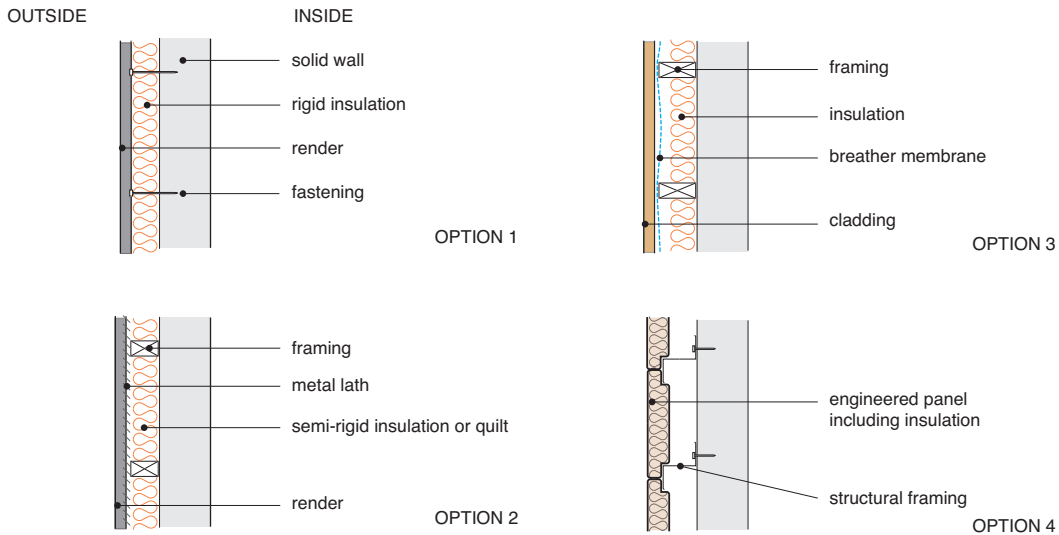 OUTSIDE
INSIDE
solid wall
rigid insulation
render
fastening
OPTION 1
framing
insulation
breather membrane
cladding
OPTION 3
framing
metal lath
semi-rigid insulation or quilt
render
OPTION 2
engineered panel
including insulation
structural framing
OPTION 4